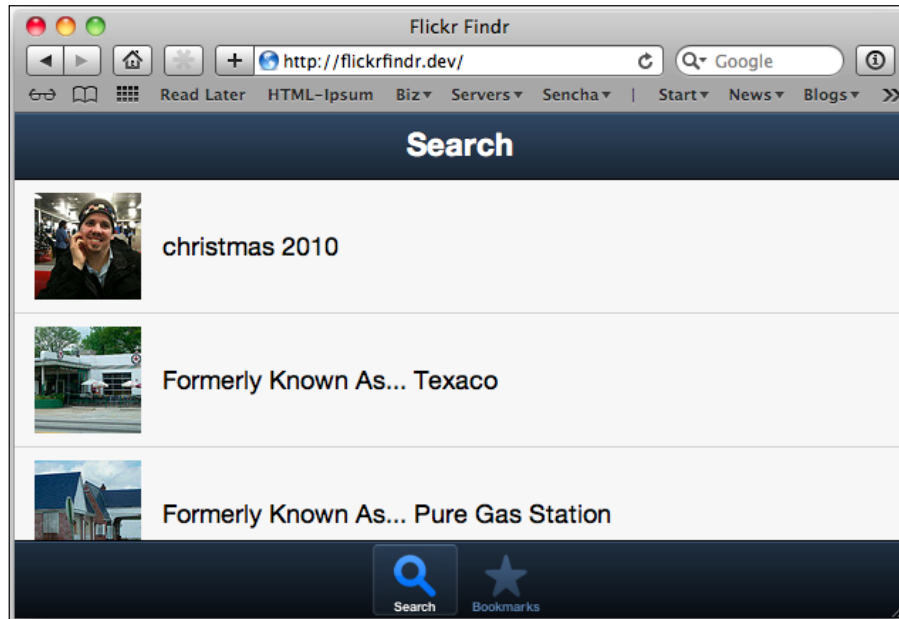 Flickr Findr
http://flickrfindr.dev/
Google
Read Later HTML-Ipsum Biz Servers Sencha | Start News Blogs
Search
christmas 2010
Formerly Known As... Texaco
Formerly Known As... Pure Gas Station
Search Bookmarks